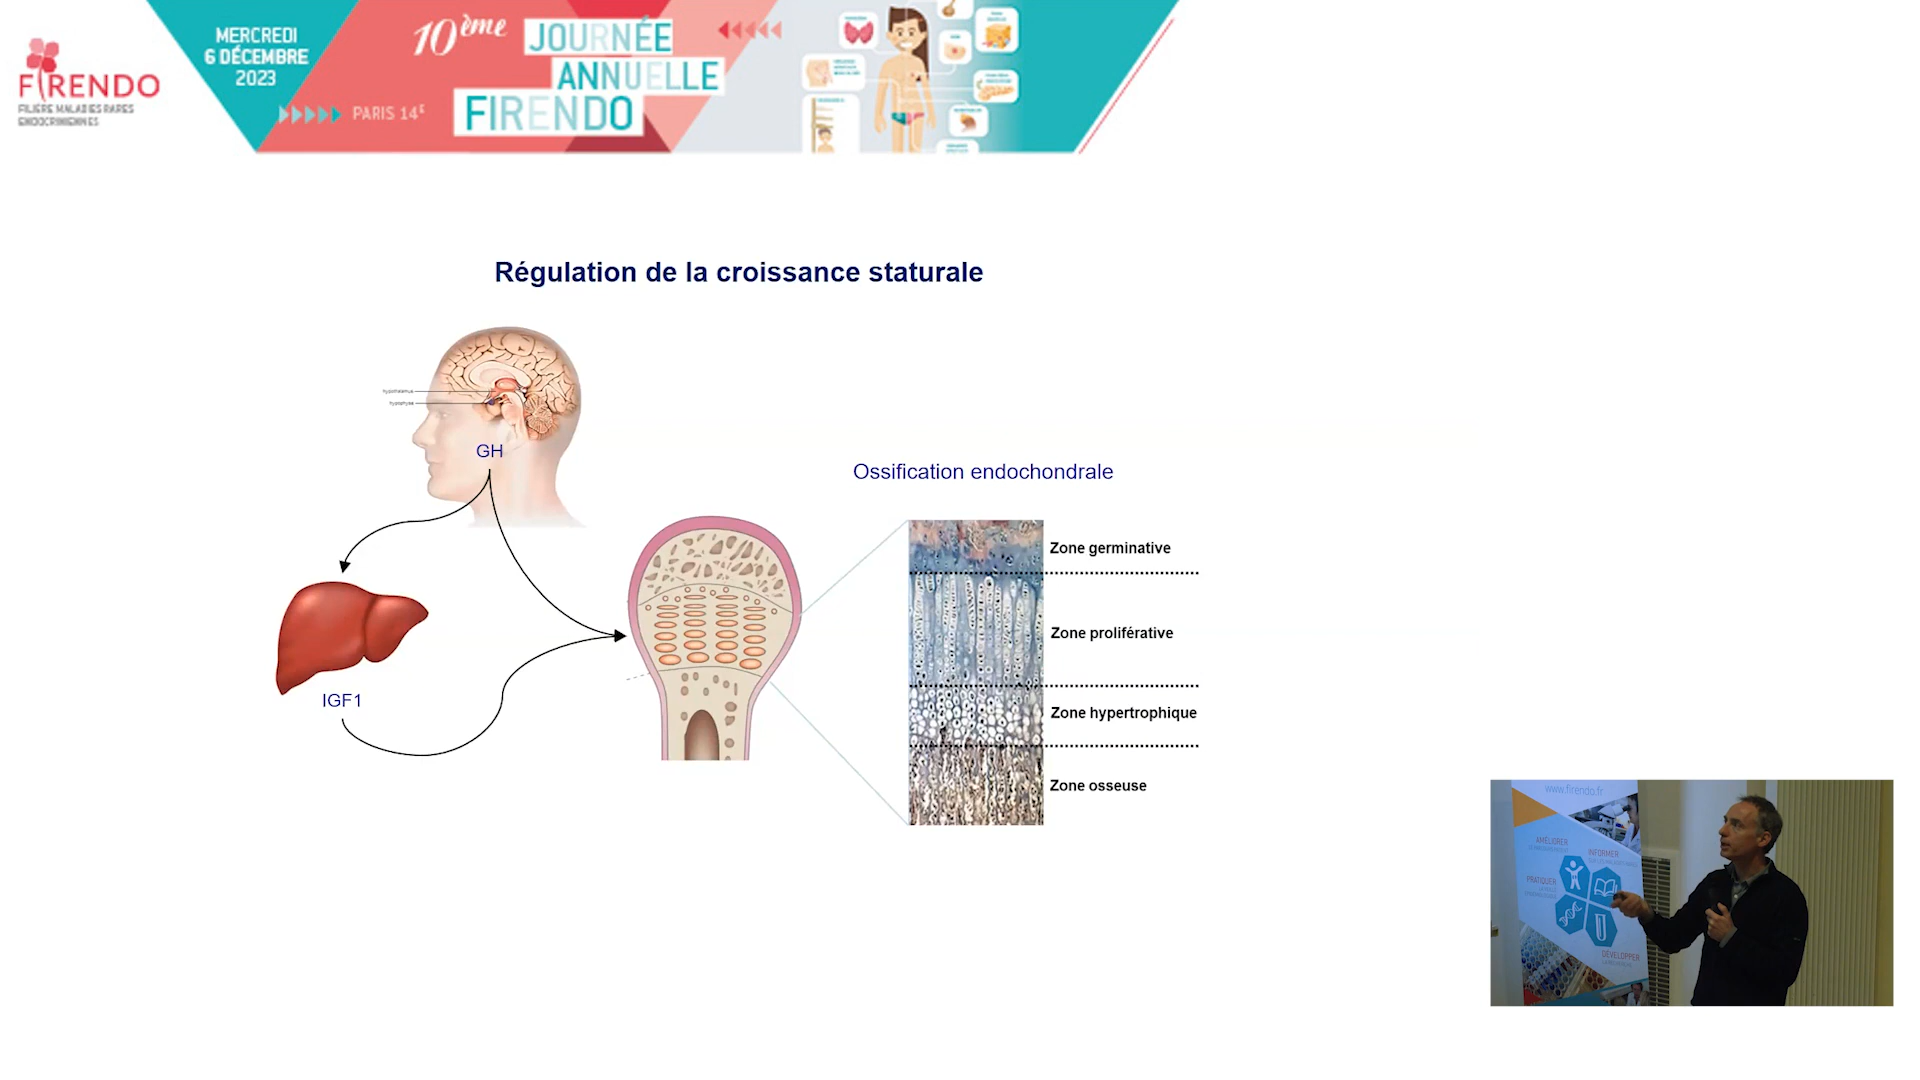 FIRENDO
FILIÈRE MALADIES RARES
ENDOCRINIENNES
MERCREDI
6 DÉCEMBRE
2023
PARIS 14E
10ème JOURNÉE
ANNUELLE
FIRENDO
Régulation de la croissance staturale
hypothalamus
hypophyse
GH
IGF1
Ossification endochondrale
Zone germinative
Zone proliférative
Zone hypertrophique
Zone osseuse
www.firendo.fr
AMÉLIORER
INFORMER
PRATIQUER
DÉVELOPPER